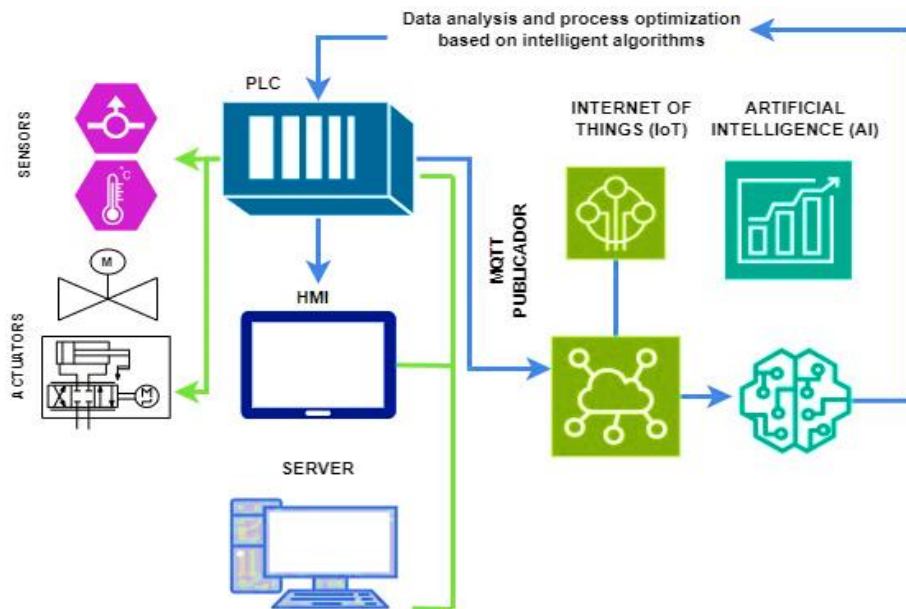 Data analysis and process optimization
based on intelligent algorithms
PLC
INTERNET OF
THINGS (IoT)
ARTIFICIAL
INTELLIGENCE (AI)
SENSORS
°C
MQTT
PUBLICADOR
M
HMI
ACTUATORS
M
SERVER